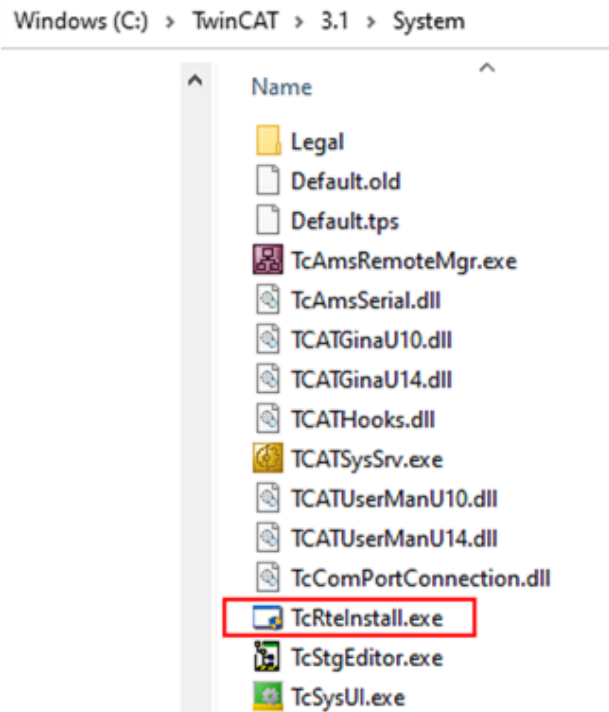 Windows (C:) > TwinCAT > 3.1 > System
Name
Legal
Default.old
Default.tps
TcAmsRemoteMgr.exe
TcAmsSerial.dll
TCATGinaU10.dll
TCATGinaU14.dll
TCATHooks.dll
TCATSysSrv.exe
TCATUserManU10.dll
TCATUserManU14.dll
TcComPortConnection.dll
TcRteInstall.exe
TcStgEditor.exe
TcSysUI.exe